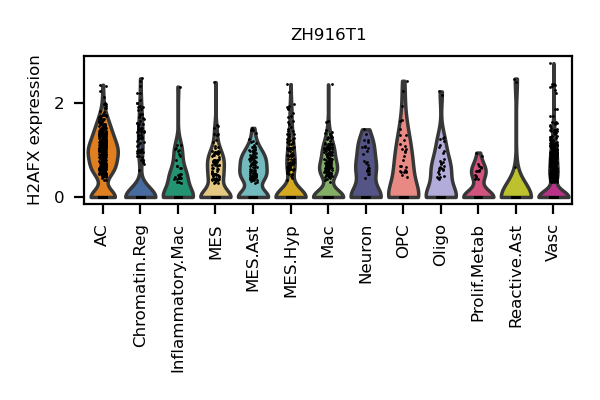 ZH916T1
H2AFX expression
2
0
AC
Chromatin.Reg
Inflammatory.Mac
MES
MES.Ast
MES.Hyp
Mac
Neuron
OPC
Oligo
Prolif.Metab
Reactive.Ast
Vasc